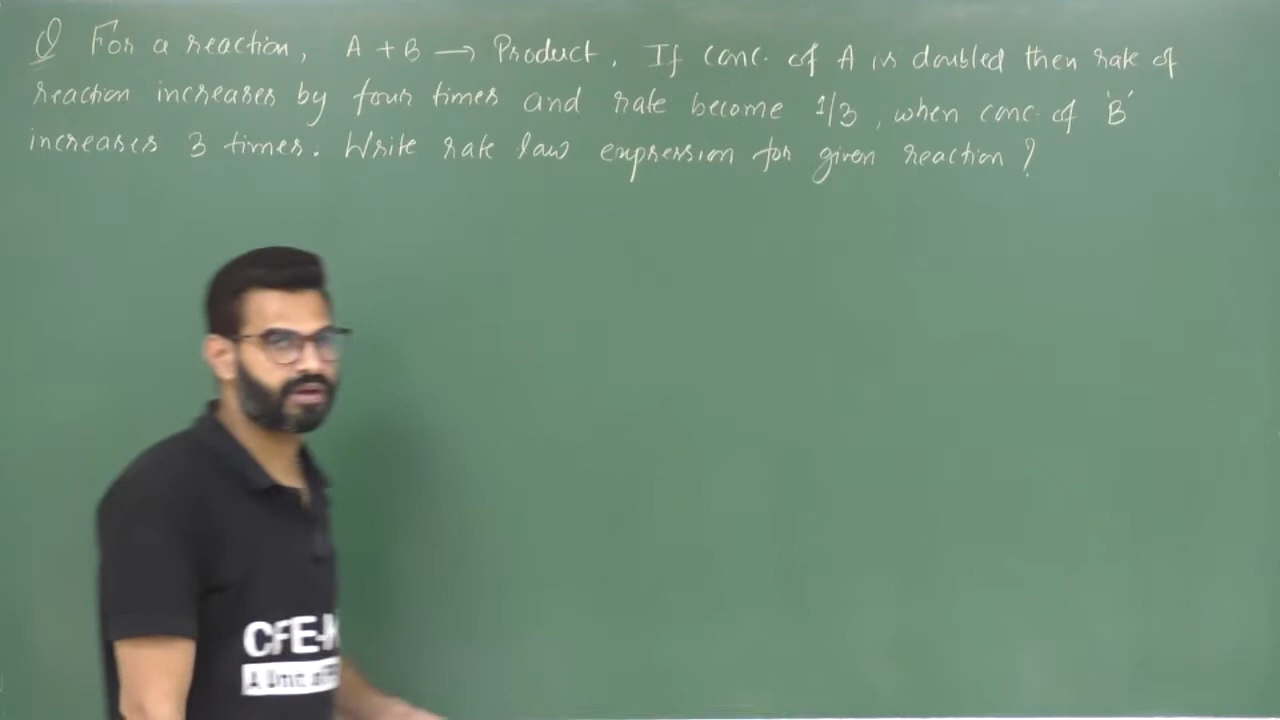 Q For a reaction, A + B → Product. If conc. of A is doubled then rate of
reaction increases by four times and rate become 1/3, when conc. of 'B'
increases 3 times. Write rate law expression for given reaction?
CFE-
A Unit of